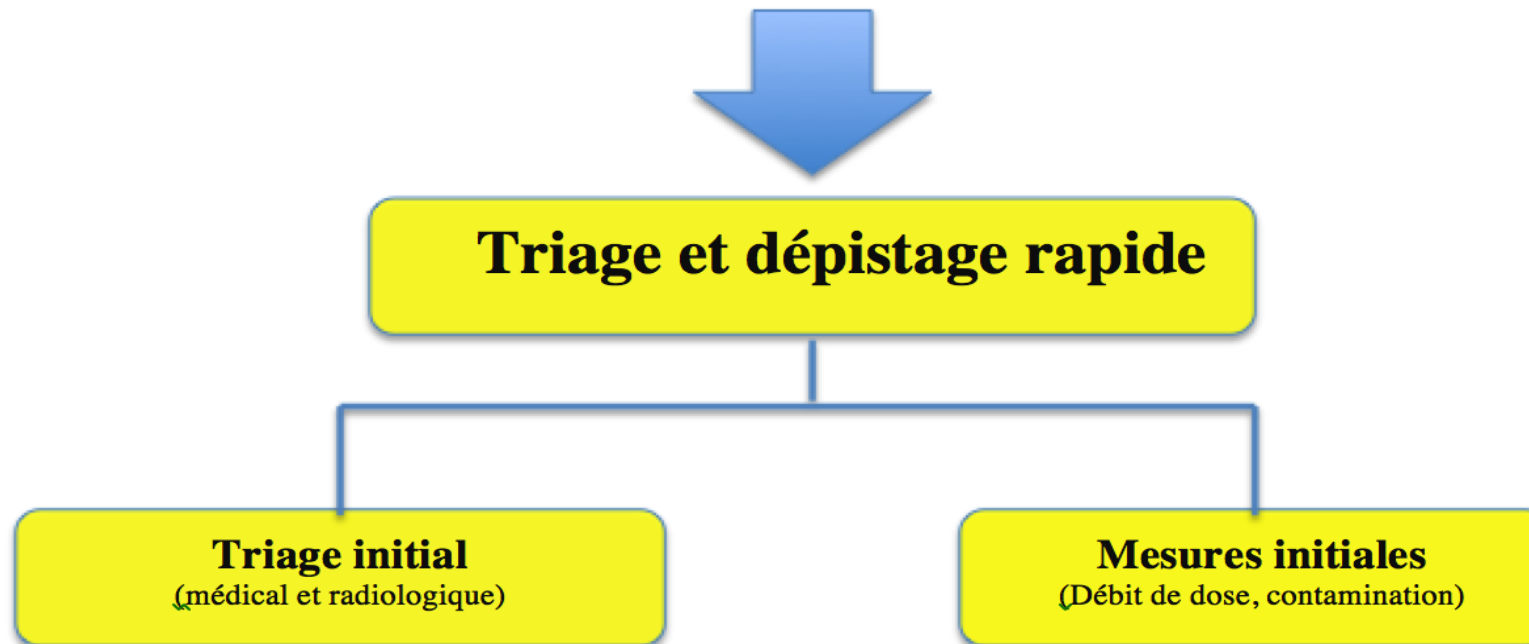 Triage et dépistage rapide
Triage initial
(médical et radiologique)
Mesures initiales
(Débit de dose, contamination)